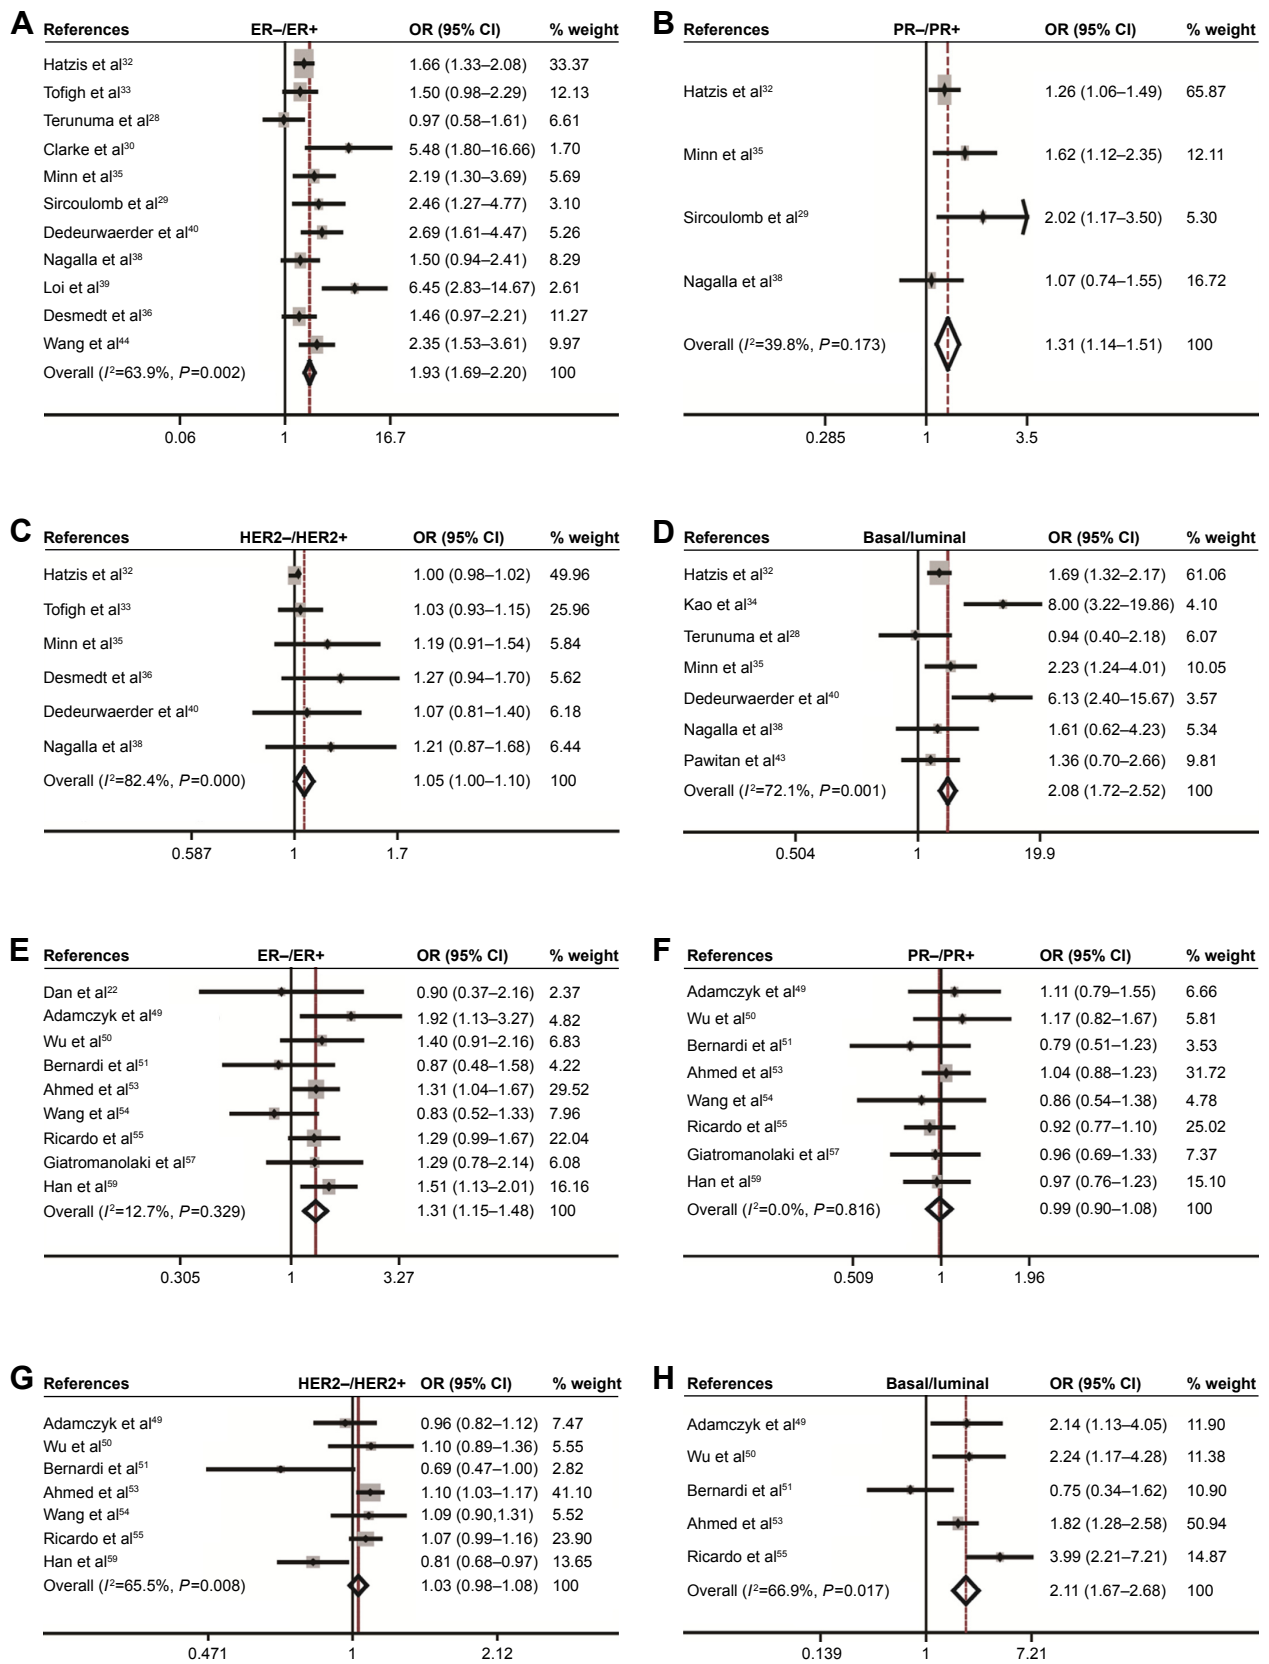 A
References ER–/ER+ OR (95% CI) % weight
Hatzis et al32 1.66 (1.33–2.08) 33.37
Tofigh et al33 1.50 (0.98–2.29) 12.13
Terunuma et al28 0.97 (0.58–1.61) 6.61
Clarke et al30 5.48 (1.80–16.66) 1.70
Minn et al35 2.19 (1.30–3.69) 5.69
Sircoulomb et al29 2.46 (1.27–4.77) 3.10
Dedeurwaerder et al40 2.69 (1.61–4.47) 5.26
Nagalla et al38 1.50 (0.94–2.41) 8.29
Loi et al39 6.45 (2.83–14.67) 2.61
Desmedt et al36 1.46 (0.97–2.21) 11.27
Wang et al44 2.35 (1.53–3.61) 9.97
Overall (I2=63.9%, P=0.002) 1.93 (1.69–2.20) 100
0.06 1 16.7
B
References PR–/PR+ OR (95% CI) % weight
Hatzis et al32 1.26 (1.06–1.49) 65.87
Minn et al35 1.62 (1.12–2.35) 12.11
Sircoulomb et al29 2.02 (1.17–3.50) 5.30
Nagalla et al38 1.07 (0.74–1.55) 16.72
Overall (I2=39.8%, P=0.173) 1.31 (1.14–1.51) 100
0.285 1 3.5
C
References HER2–/HER2+ OR (95% CI) % weight
Hatzis et al32 1.00 (0.98–1.02) 49.96
Tofigh et al33 1.03 (0.93–1.15) 25.96
Minn et al35 1.19 (0.91–1.54) 5.84
Desmedt et al36 1.27 (0.94–1.70) 5.62
Dedeurwaerder et al40 1.07 (0.81–1.40) 6.18
Nagalla et al38 1.21 (0.87–1.68) 6.44
Overall (I2=82.4%, P=0.000) 1.05 (1.00–1.10) 100
0.587 1 1.7
D
References Basal/luminal OR (95% CI) % weight
Hatzis et al32 1.69 (1.32–2.17) 61.06
Kao et al34 8.00 (3.22–19.86) 4.10
Terunuma et al28 0.94 (0.40–2.18) 6.07
Minn et al35 2.23 (1.24–4.01) 10.05
Dedeurwaerder et al40 6.13 (2.40–15.67) 3.57
Nagalla et al38 1.61 (0.62–4.23) 5.34
Pawitan et al43 1.36 (0.70–2.66) 9.81
Overall (I2=72.1%, P=0.001) 2.08 (1.72–2.52) 100
0.504 1 19.9
E
References ER–/ER+ OR (95% CI) % weight
Dan et al22 0.90 (0.37–2.16) 2.37
Adamczyk et al49 1.92 (1.13–3.27) 4.82
Wu et al50 1.40 (0.91–2.16) 6.83
Bernardi et al51 0.87 (0.48–1.58) 4.22
Ahmed et al53 1.31 (1.04–1.67) 29.52
Wang et al54 0.83 (0.52–1.33) 7.96
Ricardo et al55 1.29 (0.99–1.67) 22.04
Giatromanolaki et al57 1.29 (0.78–2.14) 6.08
Han et al59 1.51 (1.13–2.01) 16.16
Overall (I2=12.7%, P=0.329) 1.31 (1.15–1.48) 100
0.305 1 3.27
F
References PR–/PR+ OR (95% CI) % weight
Adamczyk et al49 1.11 (0.79–1.55) 6.66
Wu et al50 1.17 (0.82–1.67) 5.81
Bernardi et al51 0.79 (0.51–1.23) 3.53
Ahmed et al53 1.04 (0.88–1.23) 31.72
Wang et al54 0.86 (0.54–1.38) 4.78
Ricardo et al55 0.92 (0.77–1.10) 25.02
Giatromanolaki et al57 0.96 (0.69–1.33) 7.37
Han et al59 0.97 (0.76–1.23) 15.10
Overall (I2=0.0%, P=0.816) 0.99 (0.90–1.08) 100
0.509 1 1.96
G
References HER2–/HER2+ OR (95% CI) % weight
Adamczyk et al49 0.96 (0.82–1.12) 7.47
Wu et al50 1.10 (0.89–1.36) 5.55
Bernardi et al51 0.69 (0.47–1.00) 2.82
Ahmed et al53 1.10 (1.03–1.17) 41.10
Wang et al54 1.09 (0.90,1.31) 5.52
Ricardo et al55 1.07 (0.99–1.16) 23.90
Han et al59 0.81 (0.68–0.97) 13.65
Overall (I2=65.5%, P=0.008) 1.03 (0.98–1.08) 100
0.471 1 2.12
H
References Basal/luminal OR (95% CI) % weight
Adamczyk et al49 2.14 (1.13–4.05) 11.90
Wu et al50 2.24 (1.17–4.28) 11.38
Bernardi et al51 0.75 (0.34–1.62) 10.90
Ahmed et al53 1.82 (1.28–2.58) 50.94
Ricardo et al55 3.99 (2.21–7.21) 14.87
Overall (I2=66.9%, P=0.017) 2.11 (1.67–2.68) 100
0.139 1 7.21